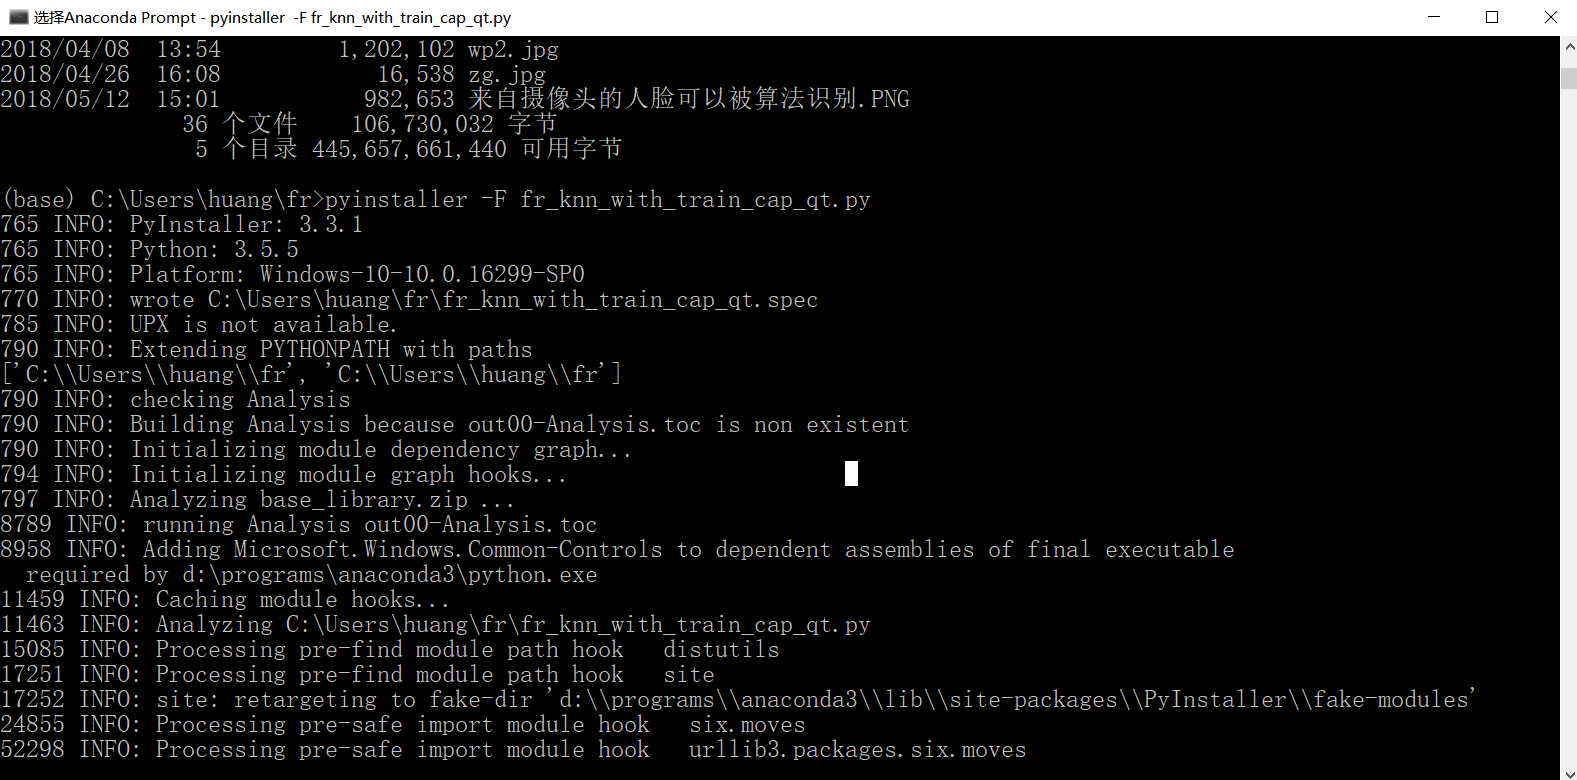 选择Anaconda Prompt - pyinstaller  -F fr_knn_with_train_cap_qt.py
2018/04/08  13:54         1,202,102 wp2.jpg
2018/04/26  16:08            16,538 zg.jpg
2018/05/12  15:01           982,653 来自摄像头的人脸可以被算法识别.PNG
              36 个文件    106,730,032 字节
               5 个目录 445,657,661,440 可用字节
(base) C:\Users\huang\fr>pyinstaller -F fr_knn_with_train_cap_qt.py
765 INFO: PyInstaller: 3.3.1
765 INFO: Python: 3.5.5
765 INFO: Platform: Windows-10-10.0.16299-SP0
770 INFO: wrote C:\Users\huang\fr\fr_knn_with_train_cap_qt.spec
785 INFO: UPX is not available.
790 INFO: Extending PYTHONPATH with paths
['C:\\Users\\huang\\fr', 'C:\\Users\\huang\\fr']
790 INFO: checking Analysis
790 INFO: Building Analysis because out00-Analysis.toc is non existent
790 INFO: Initializing module dependency graph...
794 INFO: Initializing module graph hooks...
797 INFO: Analyzing base_library.zip ...
8789 INFO: running Analysis out00-Analysis.toc
8958 INFO: Adding Microsoft.Windows.Common-Controls to dependent assemblies of final executable
  required by d:\programs\anaconda3\python.exe
11459 INFO: Caching module hooks...
11463 INFO: Analyzing C:\Users\huang\fr\fr_knn_with_train_cap_qt.py
15085 INFO: Processing pre-find module path hook   distutils
17251 INFO: Processing pre-find module path hook   site
17252 INFO: site: retargeting to fake-dir 'd:\\programs\\anaconda3\\lib\\site-packages\\PyInstaller\\fake-modules'
24855 INFO: Processing pre-safe import module hook   six.moves
52298 INFO: Processing pre-safe import module hook   urllib3.packages.six.moves